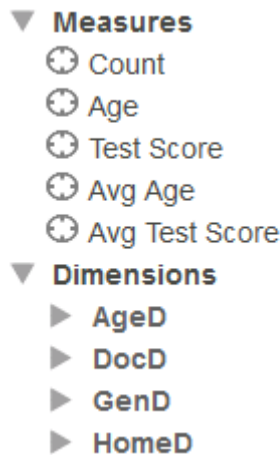 Measures
Count
Age
Test Score
Avg Age
Avg Test Score
Dimensions
AgeD
DocD
GenD
HomeD